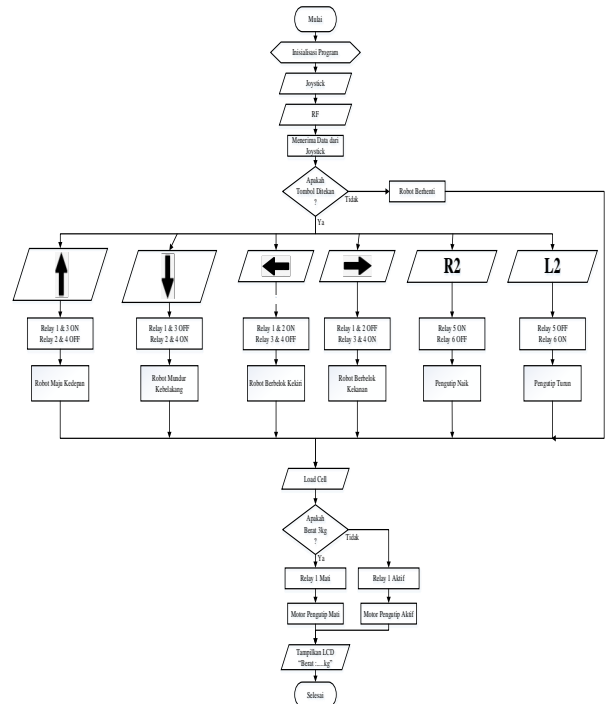 Mulai
Inisialisasi Program
Joystick
RF
Menerima Data dari
Joystick
Apakah
Tombol Ditekan
?
Tidak
Robot Berhenti
Ya
R2
L2
Relay 1 & 3 ON
Relay 2 & 4 OFF
Relay 1 & 3 OFF
Relay 2 & 4 ON
Relay 1 & 2 ON
Relay 3 & 4 OFF
Relay 1 & 2 OFF
Relay 3 & 4 ON
Relay 5 ON
Relay 6 OFF
Relay 5 OFF
Relay 6 ON
Robot Maju Kedepan
Robot Mundur
Kebelakang
Robot Berbelok Kekiri
Robot Berbelok
Kekanan
Pengutip Naik
Pengutip Turun
Load Cell
Apakah
Berat 3kg
?
Tidak
Ya
Relay 1 Mati
Relay 1 Aktif
Motor Pengutip Mati
Motor Pengutip Aktif
Tampilkan LCD
"Berat :.....kg"
Selesai